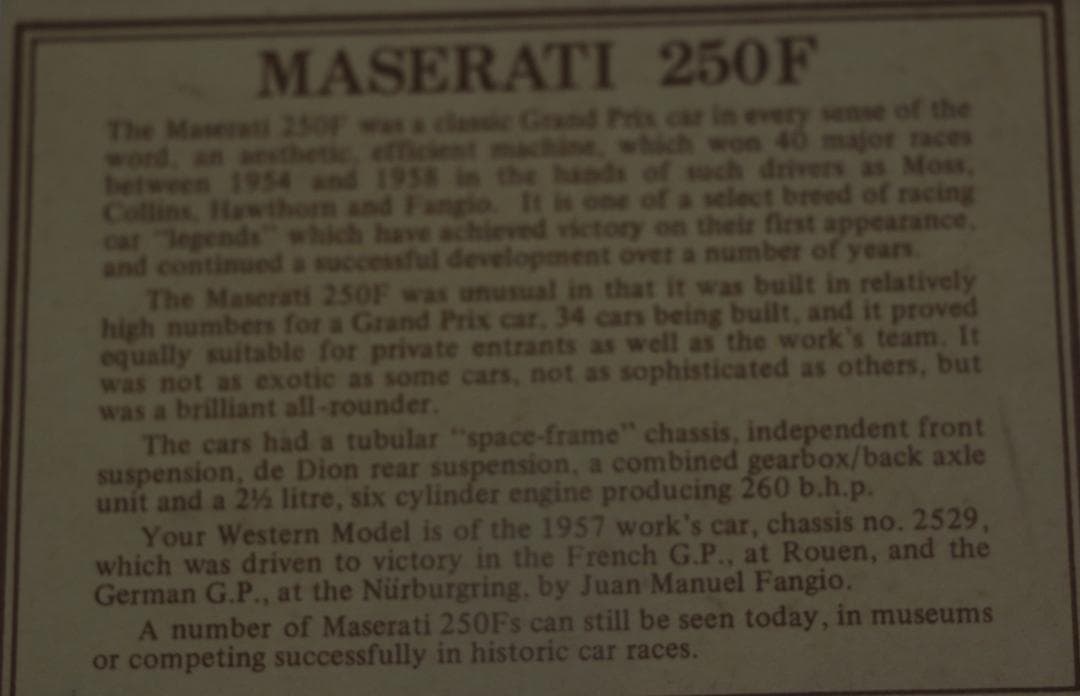 MASERATI 250F
The Maserati 250F was a classic Grand Prix car in every sense of the
word, an aesthetic, efficient machine, which won 40 major races
between 1954 and 1958 in the hands of such drivers as Moss,
Collins, Hawthorn and Fangio. It is one of a select breed of racing
car "legends" which have achieved victory on their first appearance,
and continued a successful development over a number of years.
The Maserati 250F was unusual in that it was built in relatively
high numbers for a Grand Prix car, 34 cars being built, and it proved
equally suitable for private entrants as well as the work's team. It
was not as exotic as some cars, not as sophisticated as others, but
was a brilliant all-rounder.
The cars had a tubular "space-frame" chassis, independent front
suspension, de Dion rear suspension, a combined gearbox/back axle
unit and a 2½ litre, six cylinder engine producing 260 b.h.p.
Your Western Model is of the 1957 work's car, chassis no. 2529,
which was driven to victory in the French G.P., at Rouen, and the
German G.P., at the Nürburgring, by Juan Manuel Fangio.
A number of Maserati 250Fs can still be seen today, in museums
or competing successfully in historic car races.